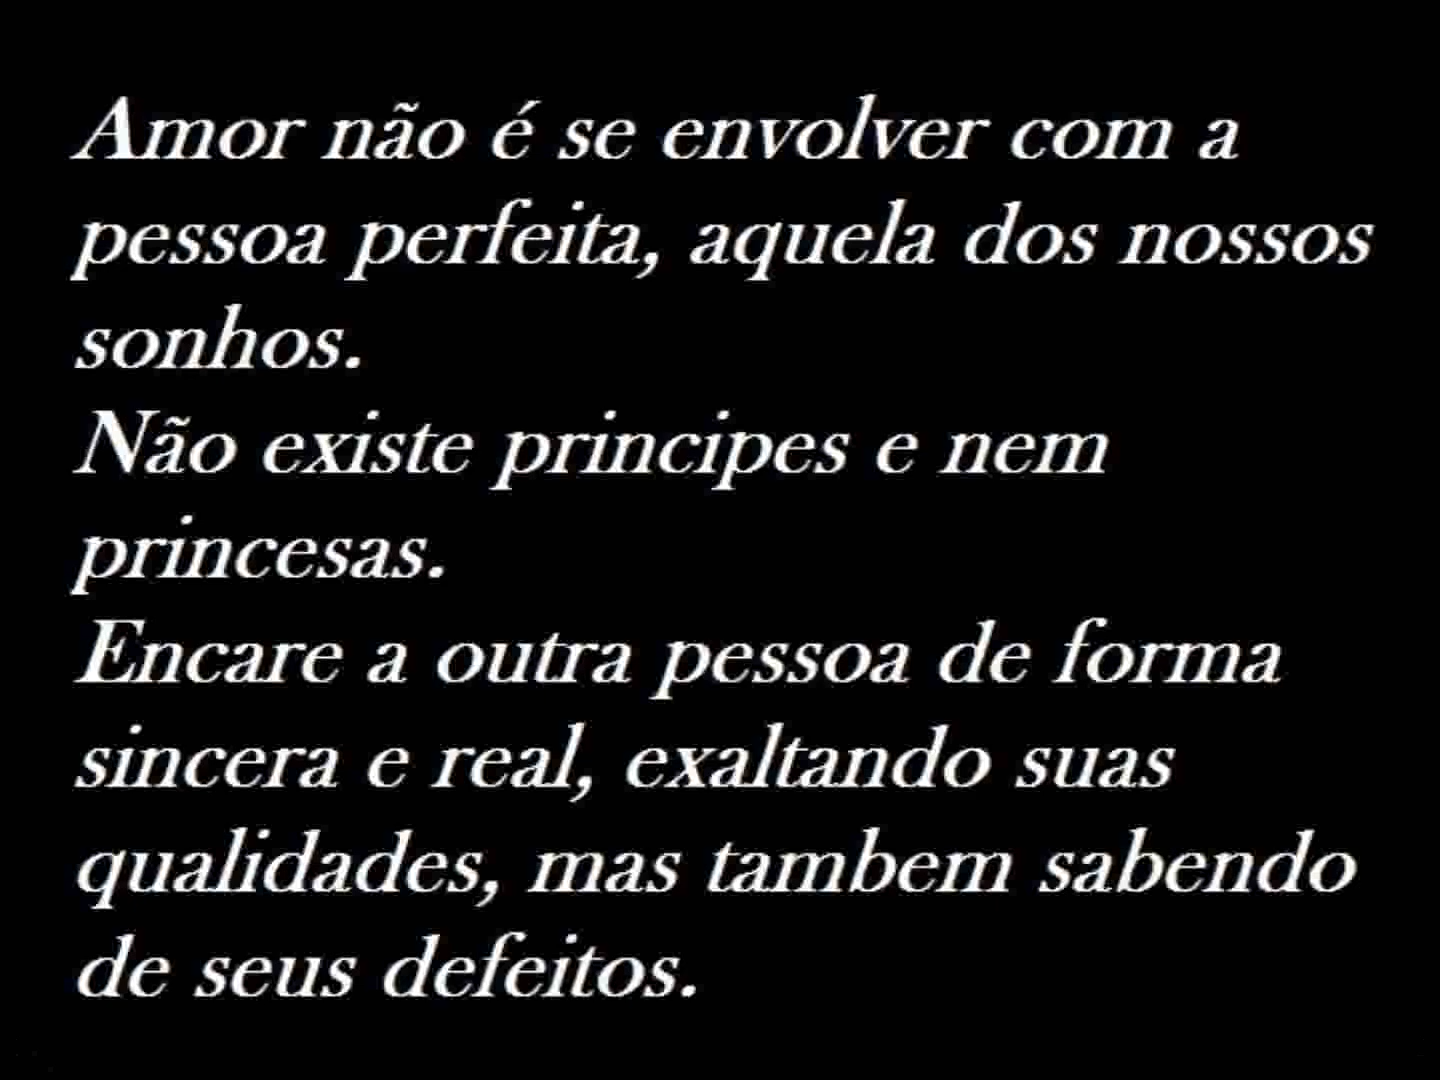 Amor não é se envolver com a
pessoa perfeita, aquela dos nossos
sonhos.
Não existe principes e nem
princesas.
Encare a outra pessoa de forma
sincera e real, exaltando suas
qualidades, mas tambem sabendo
de seus defeitos.